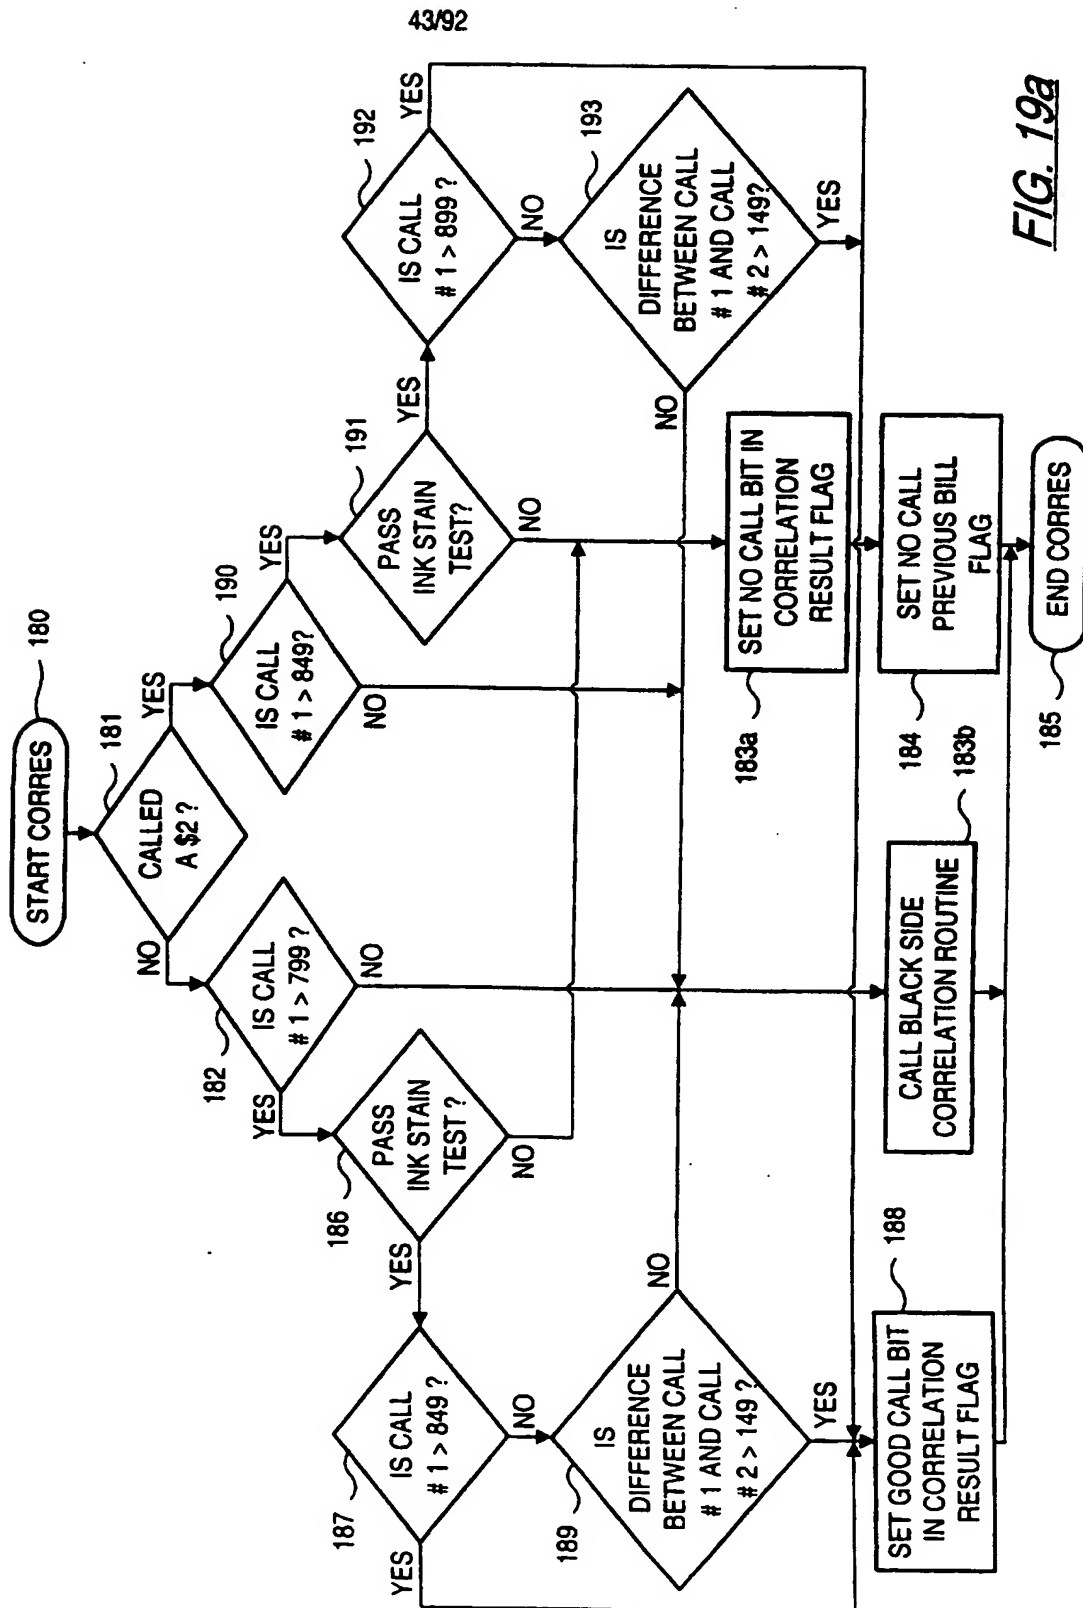 43/92
START CORRES
180
CALLED
A $2 ?
181
NO
YES
IS CALL
# 1 > 799 ?
182
YES
NO
IS CALL
# 1 > 849?
190
YES
NO
PASS
INK STAIN
TEST ?
186
YES
NO
PASS
INK STAIN
TEST?
191
YES
NO
IS CALL
# 1 > 849 ?
187
YES
NO
IS CALL
# 1 > 899 ?
192
YES
NO
IS
DIFFERENCE
BETWEEN CALL
# 1 AND CALL
# 2 > 149 ?
189
NO
YES
IS
DIFFERENCE
BETWEEN CALL
# 1 AND CALL
# 2 > 149?
193
NO
YES
SET NO CALL BIT IN
CORRELATION
RESULT FLAG
183a
SET GOOD CALL BIT
IN CORRELATION
RESULT FLAG
188
CALL BLACK SIDE
CORRELATION ROUTINE
183b
SET NO CALL
PREVIOUS BILL
FLAG
184
END CORRES
185
FIG. 19a